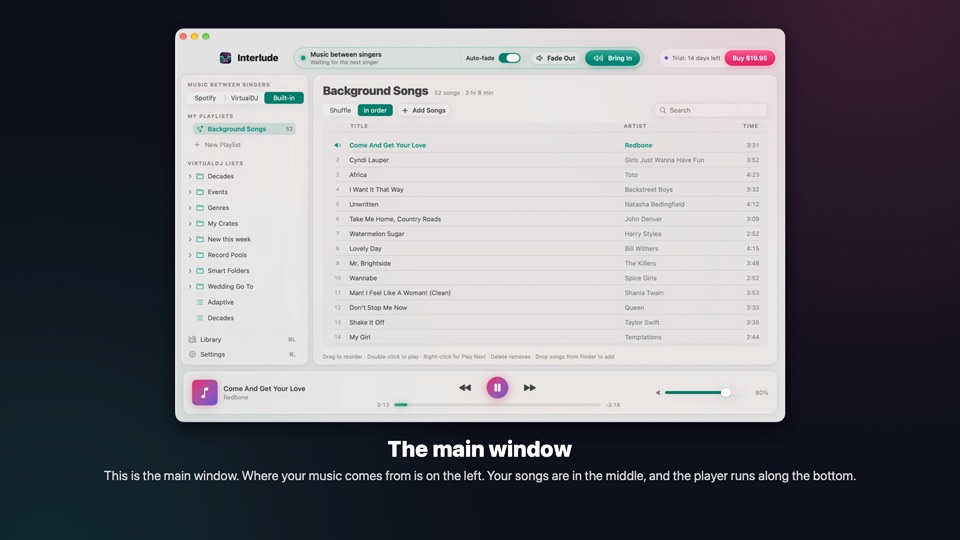 Interlude
Music between singers
Waiting for the next singer
Auto-fade
Fade Out
Bring In
Trial: 14 days left
Buy $19.95
MUSIC BETWEEN SINGERS
Spotify VirtualDJ Built-in
MY PLAYLISTS
Background Songs 52
+ New Playlist
VIRTUALDJ LISTS
Decades
Events
Genres
My Crates
New this week
Record Pools
Smart Folders
Wedding Go To
Adaptive
Decades
Library ⌘L
Settings ⌘,
Background Songs 52 songs · 3 hr 8 min
Shuffle In order + Add Songs
Search
TITLE ARTIST TIME
Come And Get Your Love Redbone 3:31
2 Cyndi Lauper Girls Just Wanna Have Fun 3:52
3 Africa Toto 4:23
4 I Want It That Way Backstreet Boys 3:32
5 Unwritten Natasha Bedingfield 4:12
6 Take Me Home, Country Roads John Denver 3:09
7 Watermelon Sugar Harry Styles 2:52
8 Lovely Day Bill Withers 4:15
9 Mr. Brightside The Killers 3:48
10 Wannabe Spice Girls 2:52
11 Man! I Feel Like A Woman! (Clean) Shania Twain 3:53
12 Don't Stop Me Now Queen 3:33
13 Shake It Off Taylor Swift 3:35
14 My Girl Temptations 2:44
Drag to reorder · Double-click to play · Right-click for Play Next · Delete removes · Drop songs from Finder to add
Come And Get Your Love
Redbone
0:13 -3:18
80%
The main window
This is the main window. Where your music comes from is on the left. Your songs are in the middle, and the player runs along the bottom.